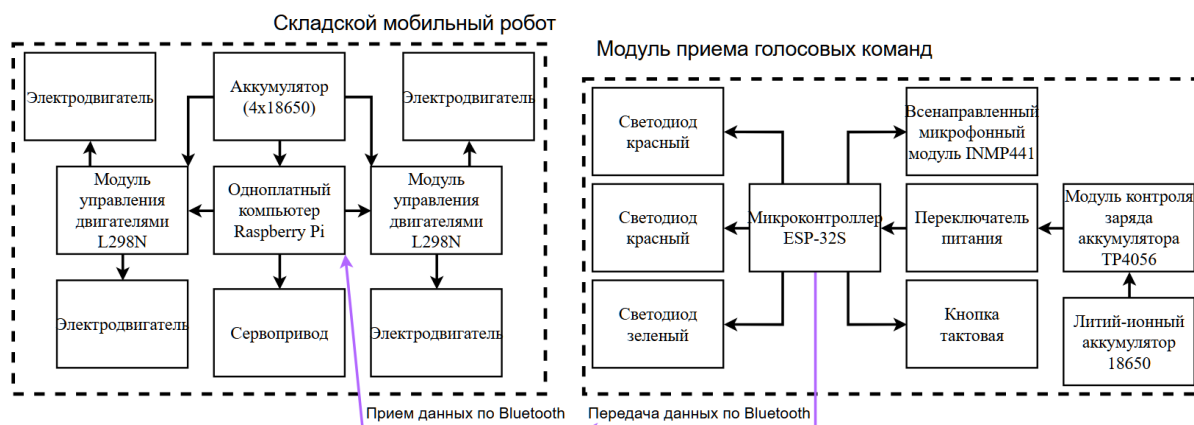 Складской мобильный робот
Электродвигатель
Аккумулятор
(4x18650)
Электродвигатель
Модуль
управления
двигателями
L298N
Одноплатный
компьютер
Raspberry Pi
Модуль
управления
двигателями
L298N
Электродвигатель
Сервопривод
Электродвигатель
Прием данных по Bluetooth
Модуль приема голосовых команд
Светодиод
красный
Всенаправленный
микрофонный
модуль INMP441
Светодиод
красный
Микроконтроллер
ESP-32S
Переключатель
питания
Модуль контроля
заряда
аккумулятора
TP4056
Светодиод
зеленый
Кнопка
тактовая
Литий-ионный
аккумулятор
18650
Передача данных по Bluetooth